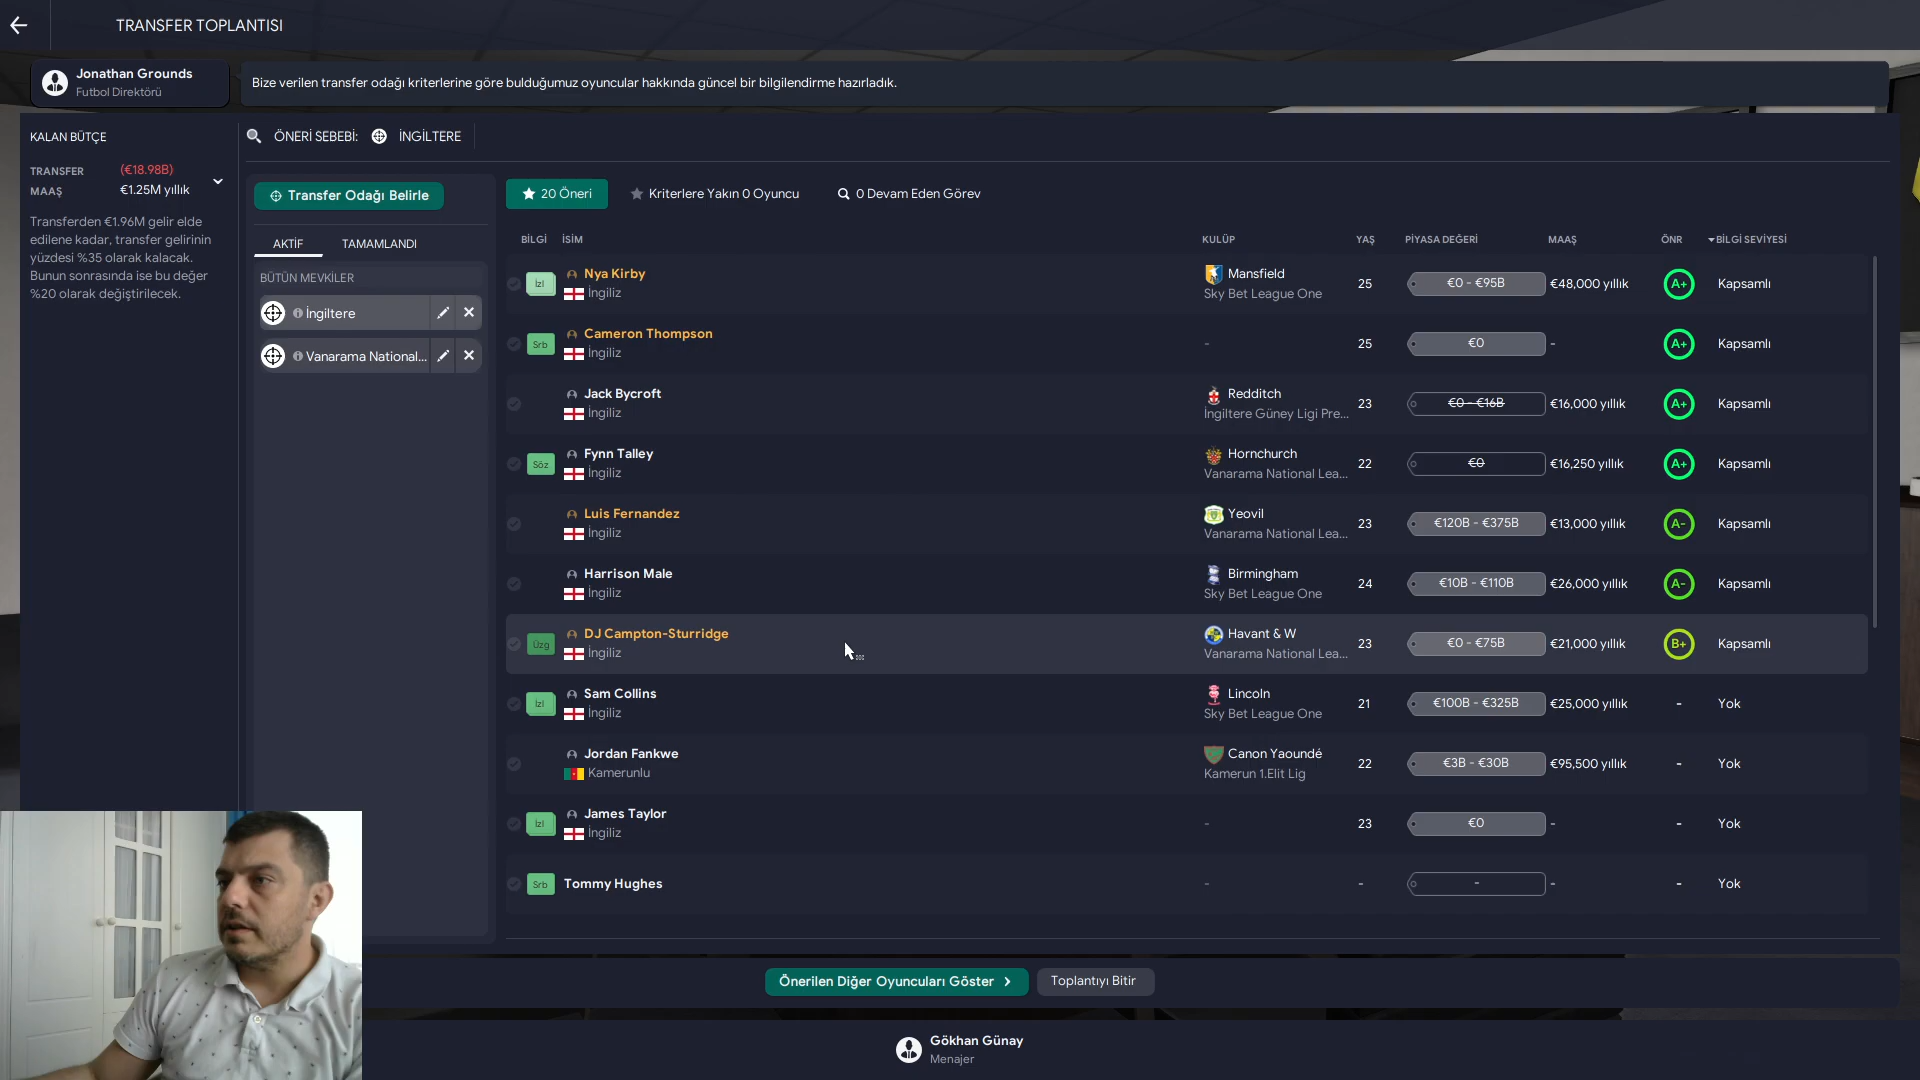 TRANSFER TOPLANTISI
Jonathan Grounds
Futbol Direktörü
Bize verilen transfer odağı kriterlerine göre bulduğumuz oyuncular hakkında güncel bir bilgilendirme hazırladık.
KALAN BÜTÇE
TRANSFER (€18.98B)
MAAŞ €1.25M yıllık
Transferden €1.96M gelir elde
edilene kadar, transfer gelirinin
yüzdesi %35 olarak kalacak.
Bunun sonrasında ise bu değer
%20 olarak değiştirilecek.
ÖNERİ SEBEBİ: İNGİLTERE
Transfer Odağı Belirle
AKTİF TAMAMLANDI
BÜTÜN MEVKİLER
İngiltere
Vanarama National...
20 Öneri Kriterlere Yakın 0 Oyuncu 0 Devam Eden Görev
BİLGİ İSİM KULÜP YAŞ PİYASA DEĞERİ MAAŞ ÖNR BİLGİ SEVİYESİ
İzl Nya Kirby Mansfield 25 €0 - €95B €48,000 yıllık A+ Kapsamlı
İngiliz Sky Bet League One
Srb Cameron Thompson - 25 €0 - A+ Kapsamlı
İngiliz
Jack Bycroft Redditch 23 €0 - €16B €16,000 yıllık A+ Kapsamlı
İngiliz İngiltere Güney Ligi Pre...
Söz Fynn Talley Hornchurch 22 €0 €16,250 yıllık A+ Kapsamlı
İngiliz Vanarama National Lea...
Luis Fernandez Yeovil 23 €120B - €375B €13,000 yıllık A- Kapsamlı
İngiliz Vanarama National Lea...
Harrison Male Birmingham 24 €10B - €110B €26,000 yıllık A- Kapsamlı
İngiliz Sky Bet League One
Üzg DJ Campton-Sturridge Havant & W 23 €0 - €75B €21,000 yıllık B+ Kapsamlı
İngiliz Vanarama National Lea...
İzl Sam Collins Lincoln 21 €100B - €325B €25,000 yıllık - Yok
İngiliz Sky Bet League One
Jordan Fankwe Canon Yaoundé 22 €3B - €30B €95,500 yıllık - Yok
Kamerunlu Kamerun 1.Elit Lig
İzl James Taylor - 23 €0 - - Yok
İngiliz
Srb Tommy Hughes - - - - - Yok
Önerilen Diğer Oyuncuları Göster
Toplantıyı Bitir
Gökhan Günay
Menajer